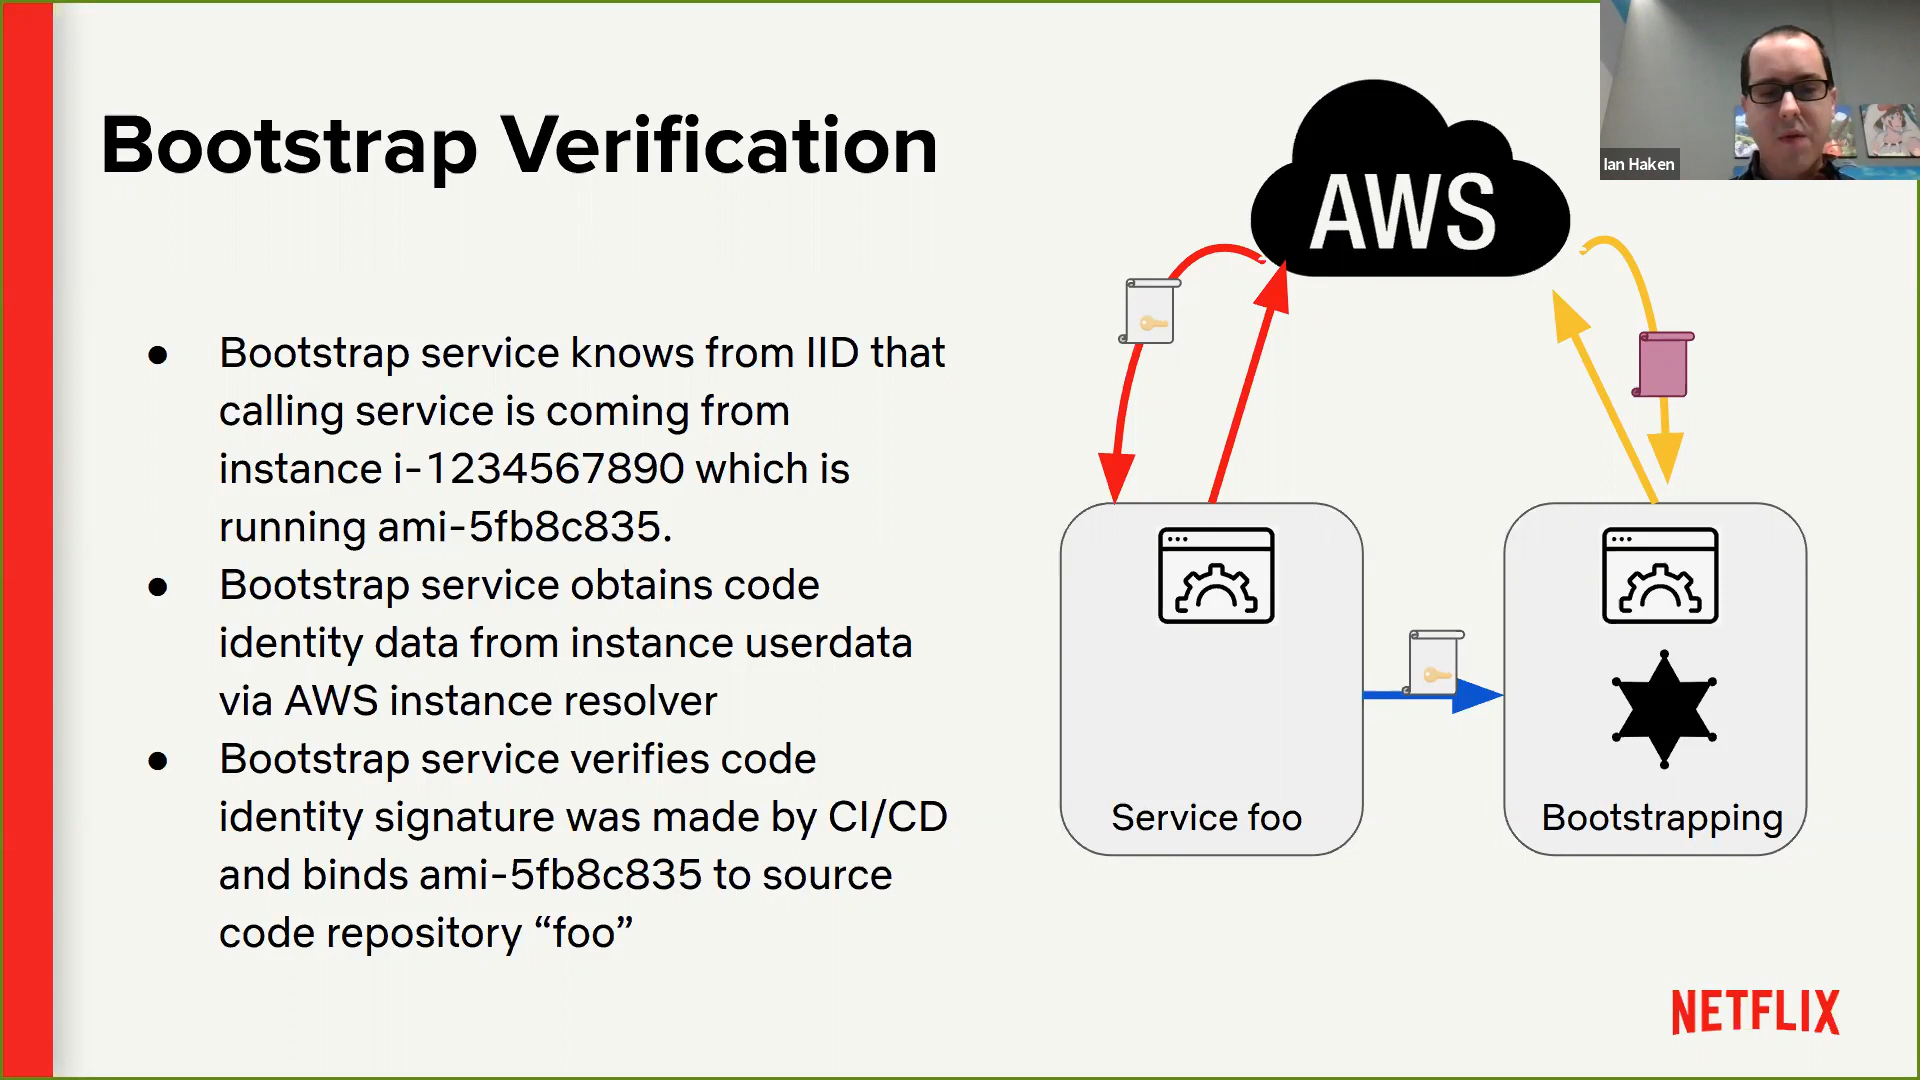 Bootstrap Verification
● Bootstrap service knows from IID that
calling service is coming from
instance i-1234567890 which is
running ami-5fb8c835.
● Bootstrap service obtains code
identity data from instance userdata
via AWS instance resolver
● Bootstrap service verifies code
identity signature was made by CI/CD
and binds ami-5fb8c835 to source
code repository “foo”
AWS
Ian Haken
Service foo
Bootstrapping
NETFLIX